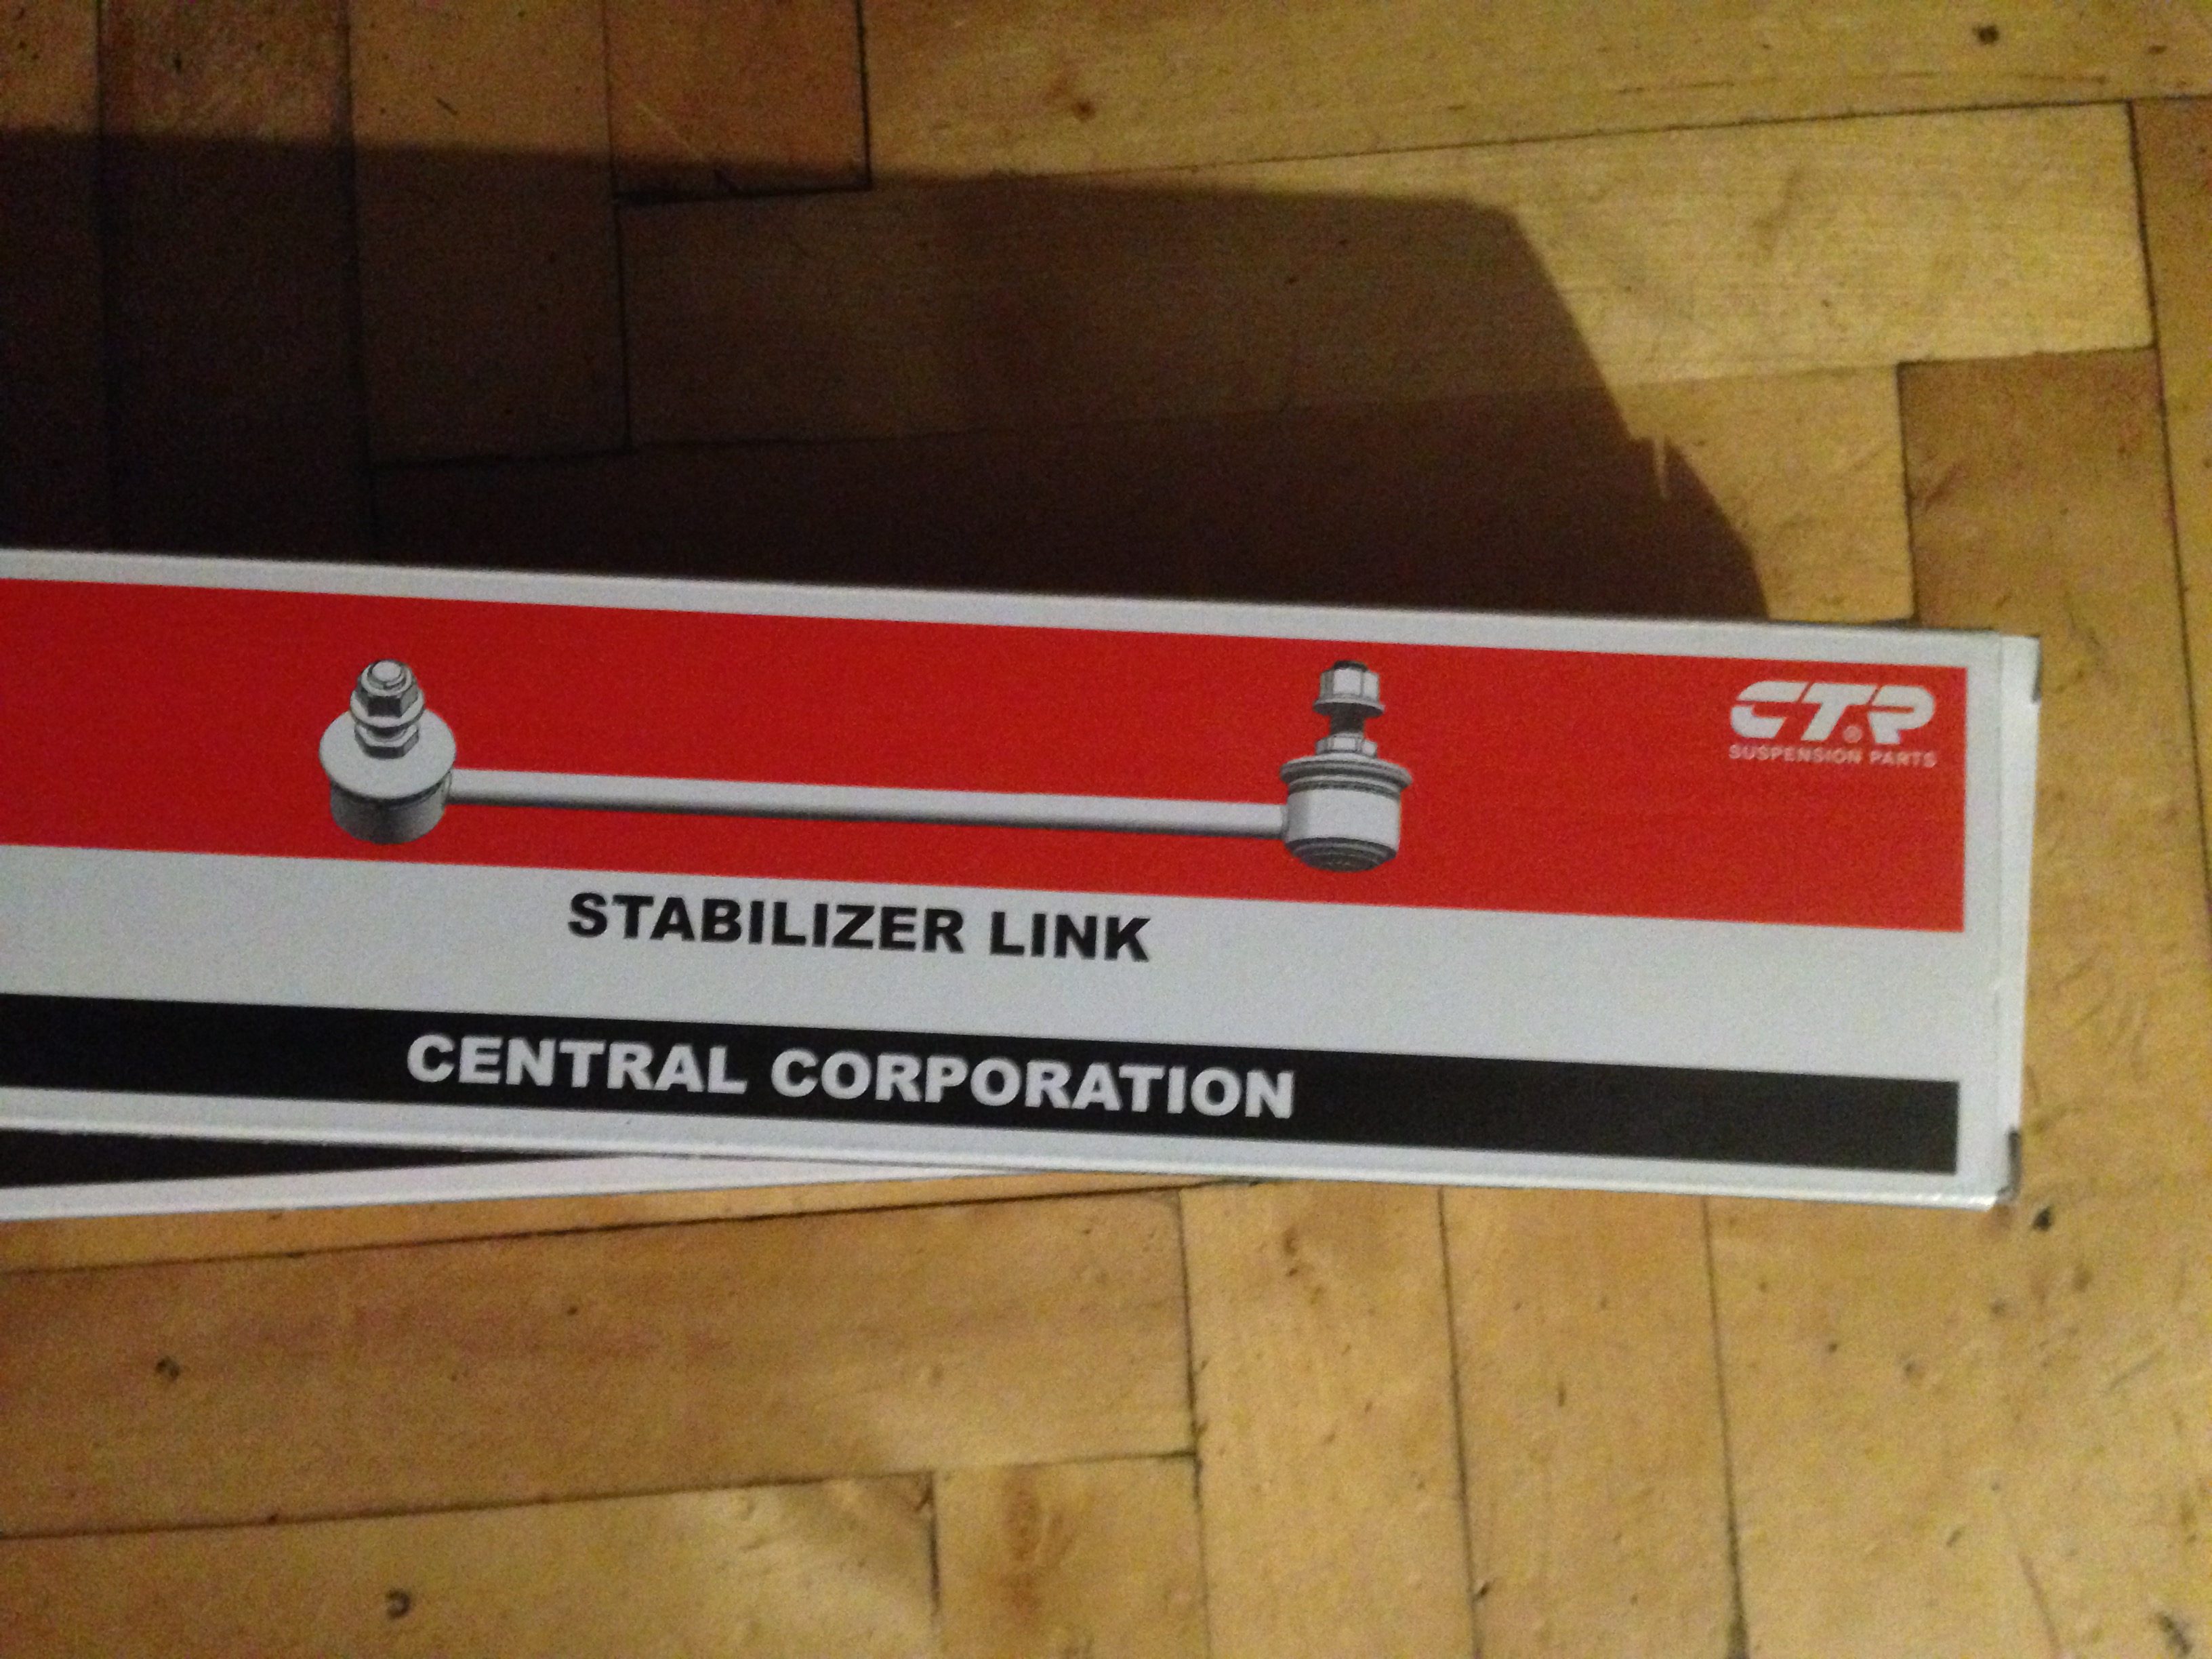 CTR®
SUSPENSION PARTS
STABILIZER LINK
CENTRAL CORPORATION